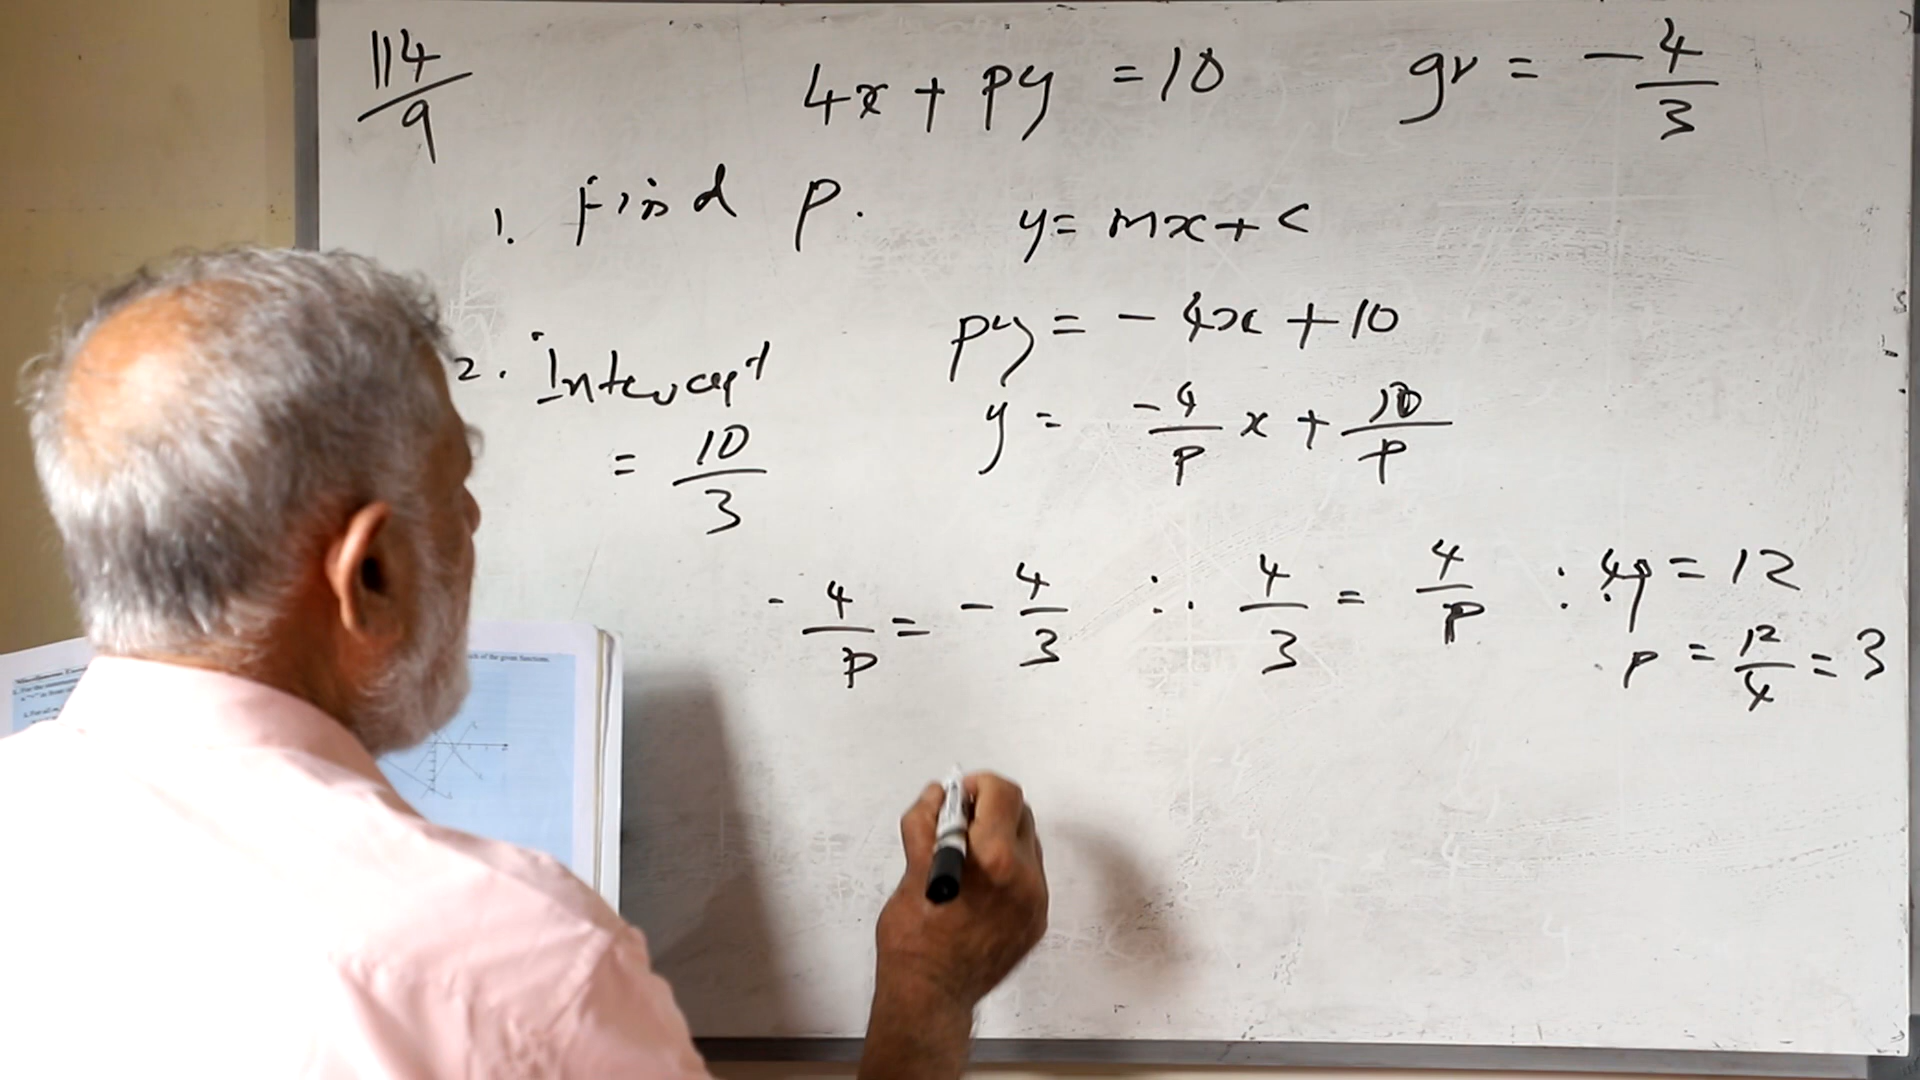 114/9
4x + py = 10
gr = -4/3
1. Find p.
y = mx + c
py = -4x + 10
2. Intercept
= 10/3
y = -4/p x + 10/p
-4/p = -4/3 ∴ 4/3 = 4/p ∴ 4p = 12
p = 12/4 = 3